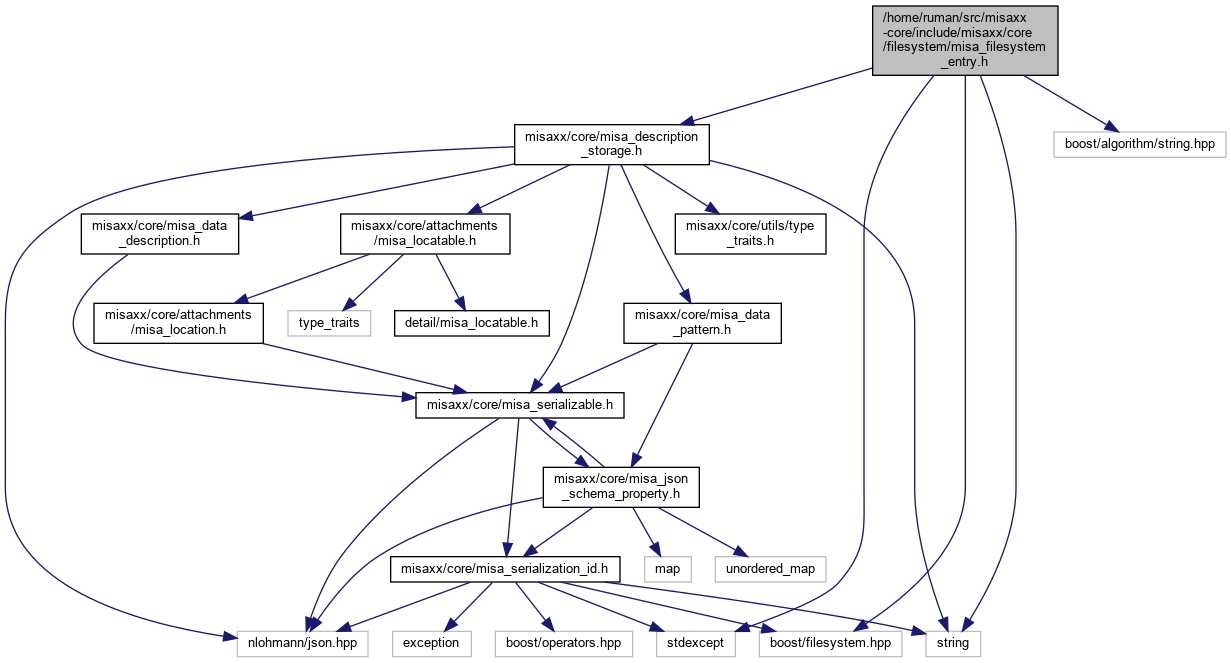 /home/ruman/src/misaxx
-core/include/misaxx/core
/filesystem/misa_filesystem
_entry.h
misaxx/core/misa_description
_storage.h
boost/algorithm/string.hpp
misaxx/core/misa_data
_description.h
misaxx/core/attachments
/misa_locatable.h
misaxx/core/utils/type
_traits.h
misaxx/core/attachments
/misa_location.h
type_traits
detail/misa_locatable.h
misaxx/core/misa_data
_pattern.h
misaxx/core/misa_serializable.h
misaxx/core/misa_json
_schema_property.h
misaxx/core/misa_serialization_id.h
map
unordered_map
nlohmann/json.hpp
exception
boost/operators.hpp
stdexcept
boost/filesystem.hpp
string